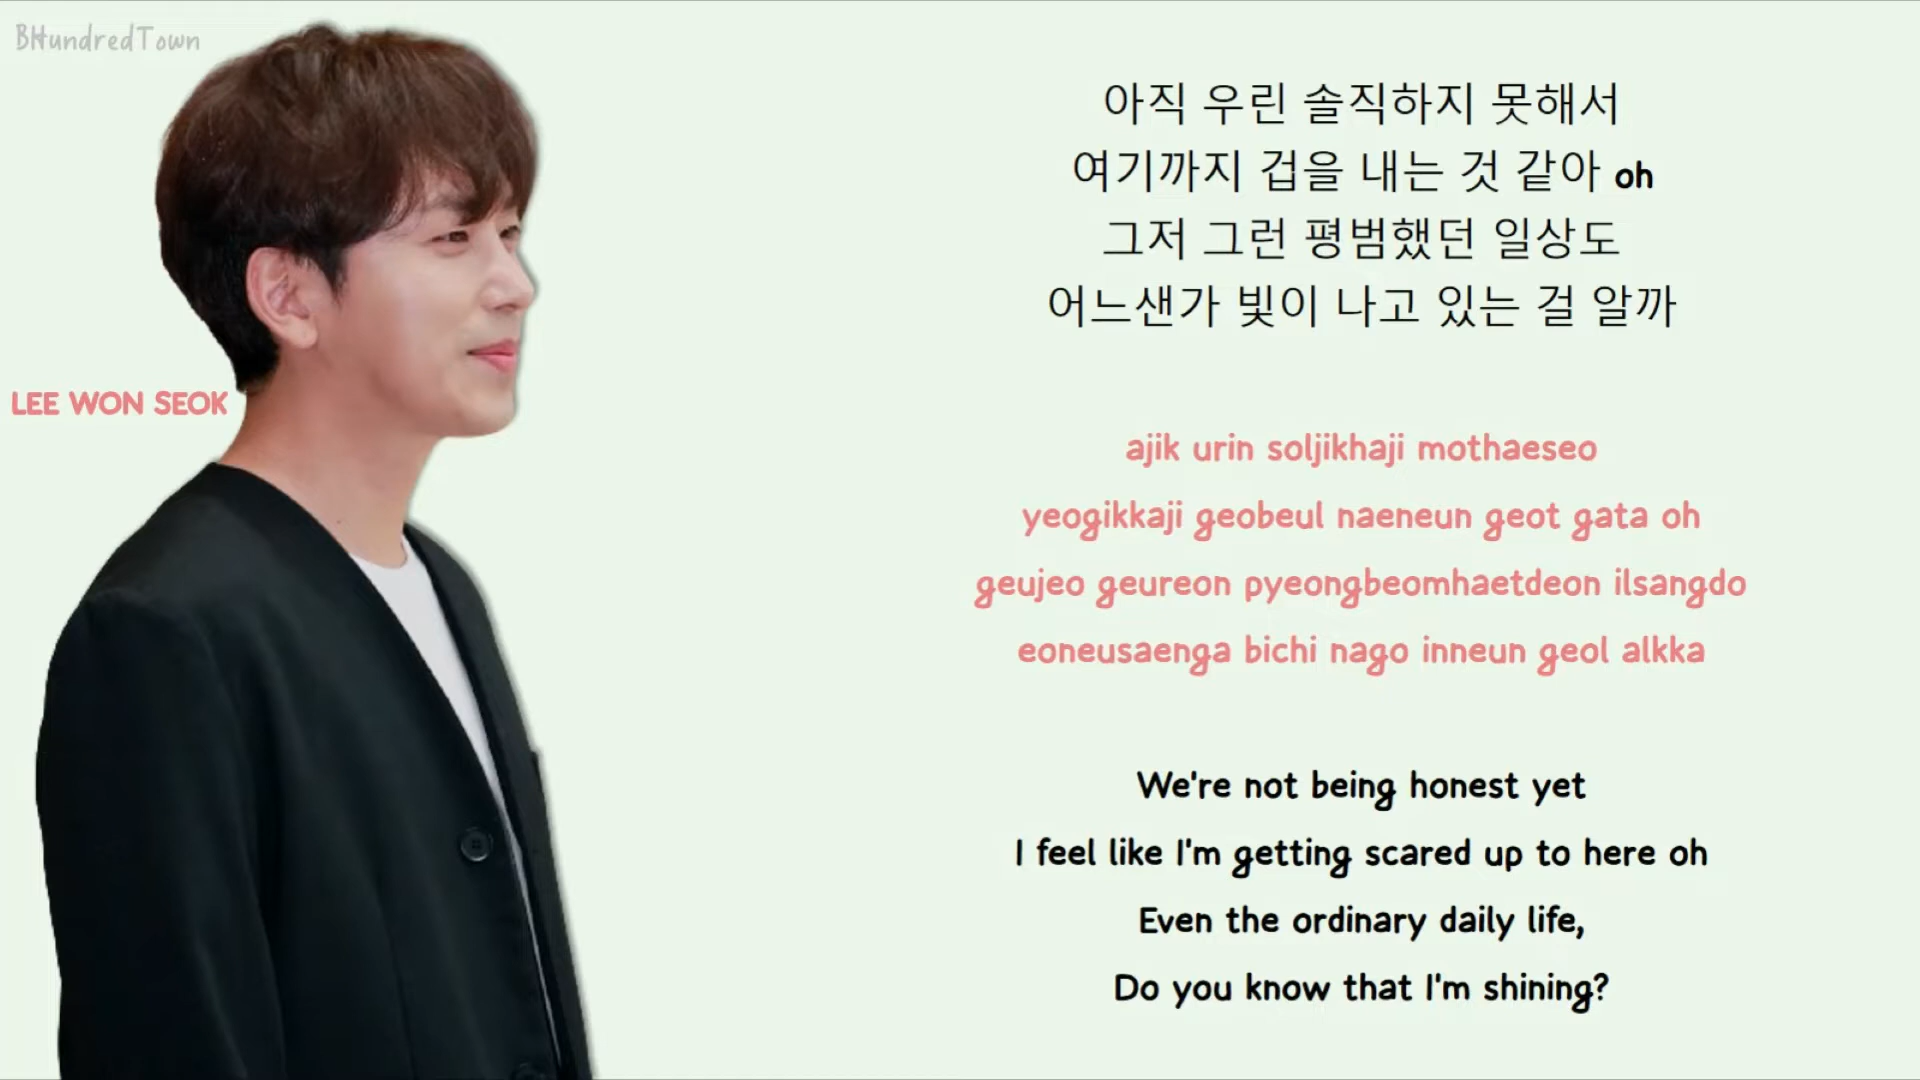 BHundredTown
LEE WON SEOK
아직 우린 솔직하지 못해서
여기까지 겁을 내는 것 같아 oh
그저 그런 평범했던 일상도
어느샌가 빛이 나고 있는 걸 알까
ajik urin soljikhaji mothaeseo
yeogikkaji geobeul naeneun geot gata oh
geujeo geureon pyeongbeomhaetdeon ilsangdo
eoneusaenga bichi nago inneun geol alkka
We're not being honest yet
I feel like I'm getting scared up to here oh
Even the ordinary daily life,
Do you know that I'm shining?